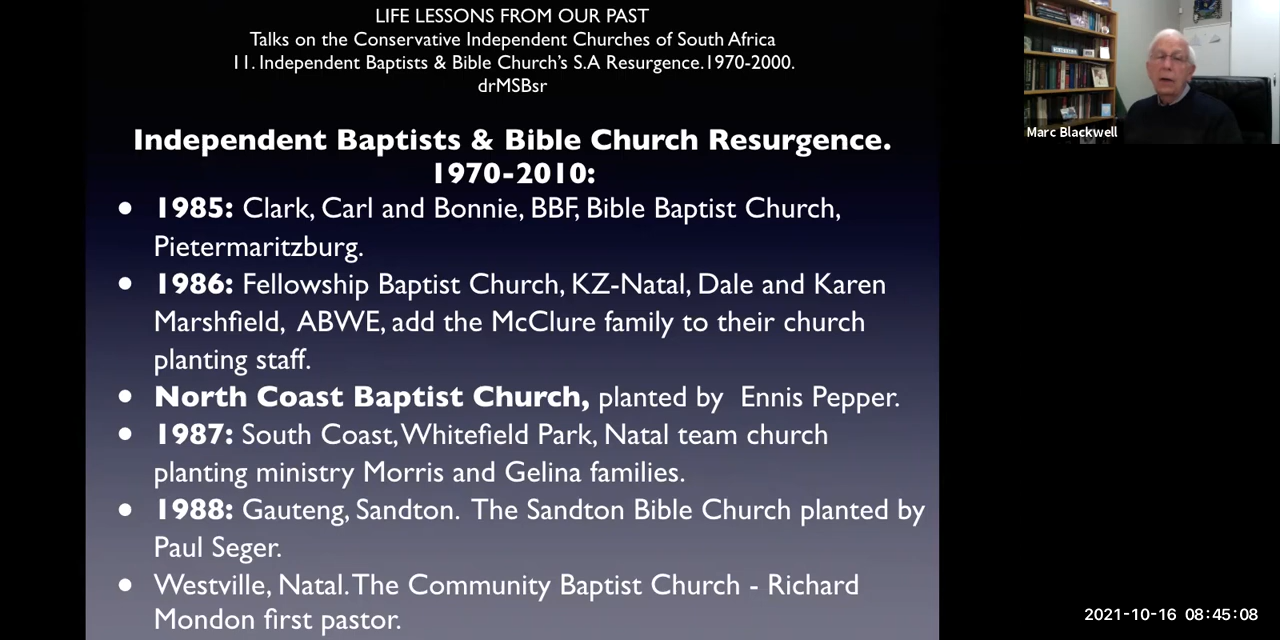 LIFE LESSONS FROM OUR PAST
Talks on the Conservative Independent Churches of South Africa
11. Independent Baptists & Bible Church's S.A Resurgence.1970-2000.
drMSBsr
Independent Baptists & Bible Church Resurgence.
1970-2010:
• 1985: Clark, Carl and Bonnie, BBF, Bible Baptist Church,
Pietermaritzburg.
• 1986: Fellowship Baptist Church, KZ-Natal, Dale and Karen
Marshfield, ABWE, add the McClure family to their church
planting staff.
• North Coast Baptist Church, planted by Ennis Pepper.
• 1987: South Coast, Whitefield Park, Natal team church
planting ministry Morris and Gelina families.
• 1988: Gauteng, Sandton. The Sandton Bible Church planted by
Paul Seger.
• Westville, Natal. The Community Baptist Church - Richard
Mondon first pastor.
Marc Blackwell
2021-10-16 08:45:08